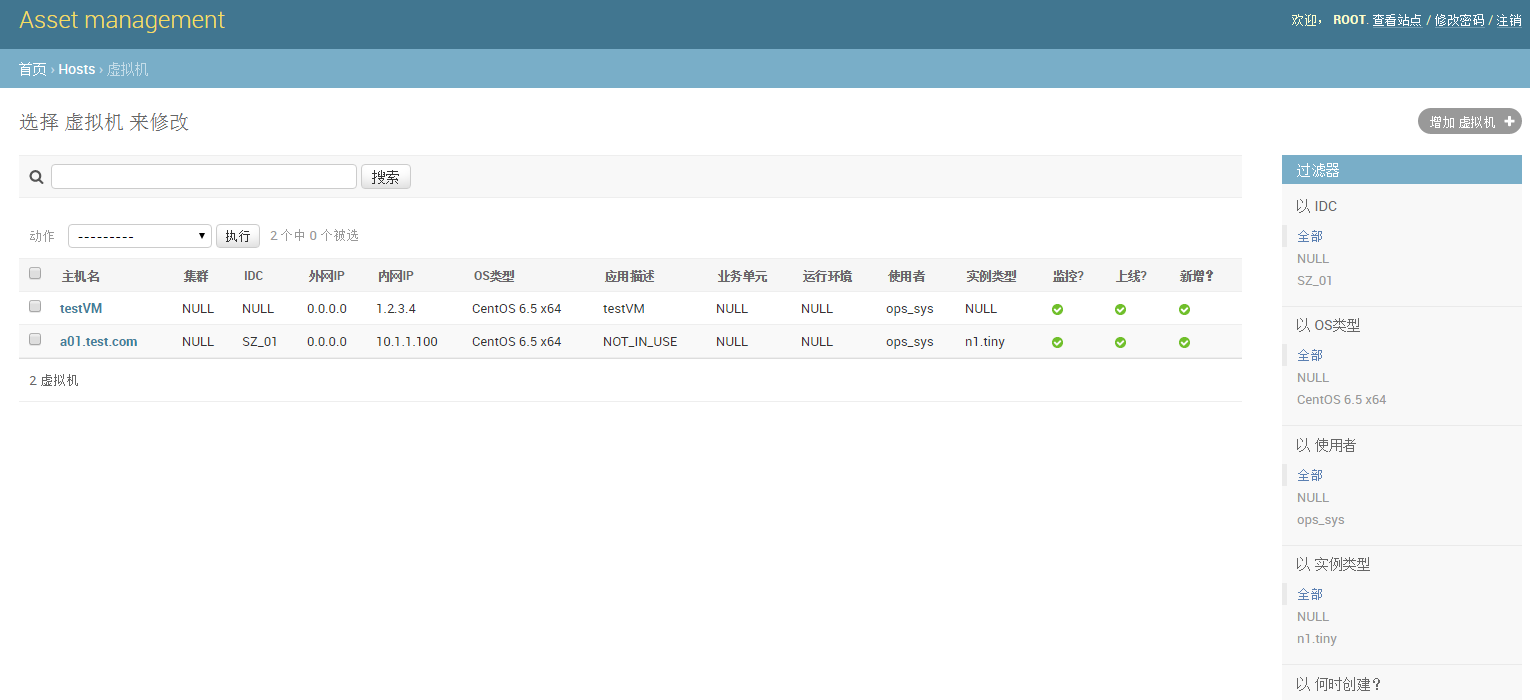 Asset management
欢迎， ROOT. 查看站点 / 修改密码 / 注销
首页 › Hosts › 虚拟机
选择 虚拟机 来修改
增加 虚拟机
搜索
动作 --------- 执行 2 个中 0 个被选
主机名 集群 IDC 外网IP 内网IP OS类型 应用描述 业务单元 运行环境 使用者 实例类型 监控? 上线? 新增?
testVM NULL NULL 0.0.0.0 1.2.3.4 CentOS 6.5 x64 testVM NULL NULL ops_sys NULL
a01.test.com NULL SZ_01 0.0.0.0 10.1.1.100 CentOS 6.5 x64 NOT_IN_USE NULL NULL ops_sys n1.tiny
2 虚拟机
过滤器
以 IDC
全部
NULL
SZ_01
以 OS类型
全部
NULL
CentOS 6.5 x64
以 使用者
全部
NULL
ops_sys
以 实例类型
全部
NULL
n1.tiny
以 何时创建?